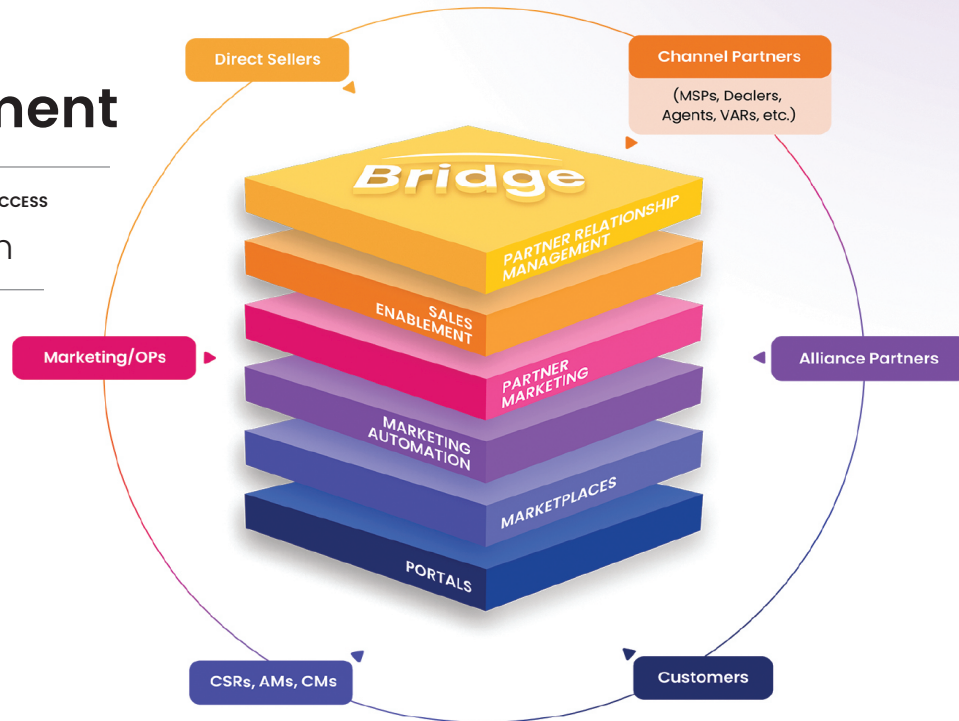 ment
CCESS
n
Direct Sellers
Channel Partners
(MSPs, Dealers,
Agents, VARs, etc.)
Bridge
PARTNER RELATIONSHIP
MANAGEMENT
SALES
ENABLEMENT
Marketing/OPs
PARTNER
MARKETING
Alliance Partners
MARKETING
AUTOMATION
MARKETPLACES
PORTALS
CSRs, AMs, CMs
Customers